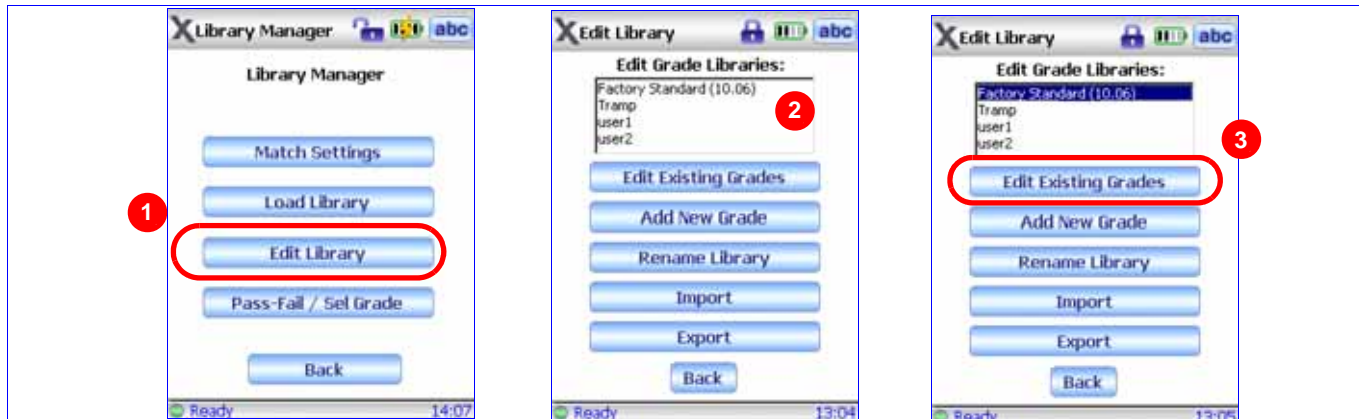 Library Manager abc
Library Manager
Match Settings
Load Library
1
Edit Library
Pass-Fail / Sel Grade
Back
Ready 14:07
Edit Library abc
Edit Grade Libraries:
Factory Standard (10.06)
Tramp
user1
user2
2
Edit Existing Grades
Add New Grade
Rename Library
Import
Export
Back
Ready 13:04
Edit Library abc
Edit Grade Libraries:
Factory Standard (10.06)
Tramp
user1
user2
3
Edit Existing Grades
Add New Grade
Rename Library
Import
Export
Back
Ready 13:05